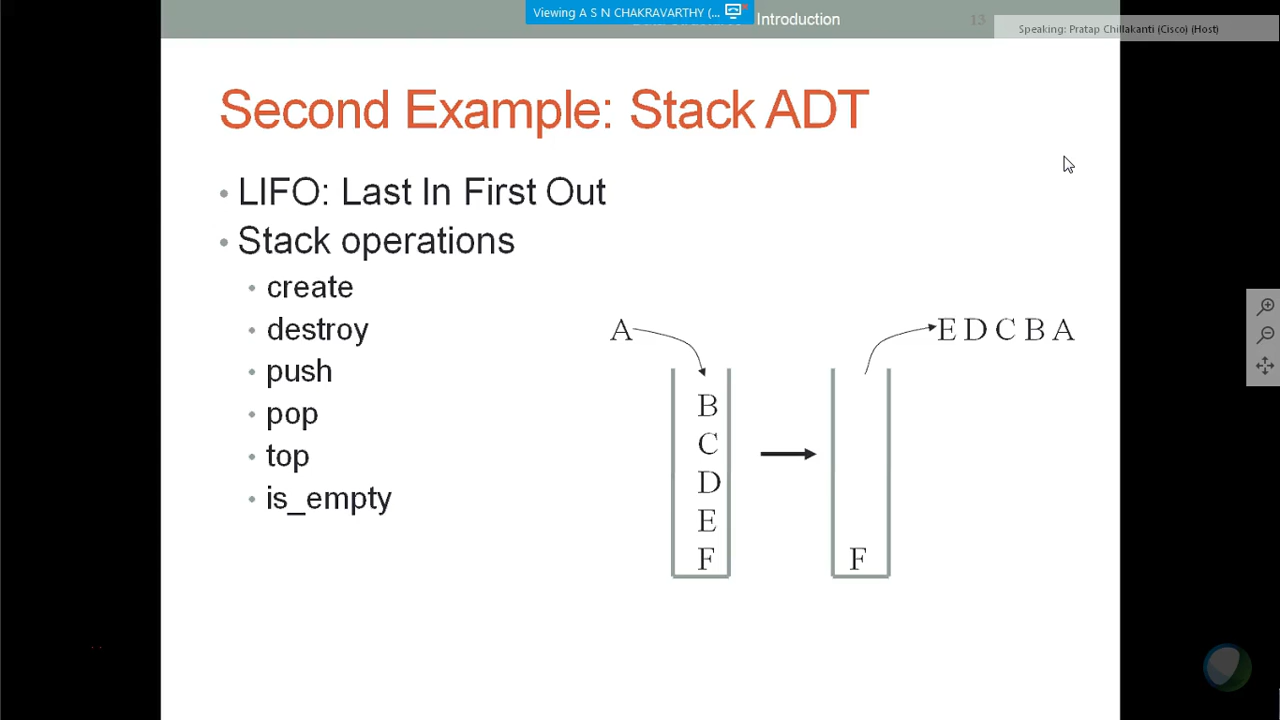 Viewing A S N CHAKRAVARTHY (...
Introduction
13
Speaking: Pratap Chillakanti (Cisco) (Host)
Second Example: Stack ADT
• LIFO: Last In First Out
• Stack operations
• create
• destroy
• push
• pop
• top
• is_empty
A
E D C B A
B
C
D
E
F
F